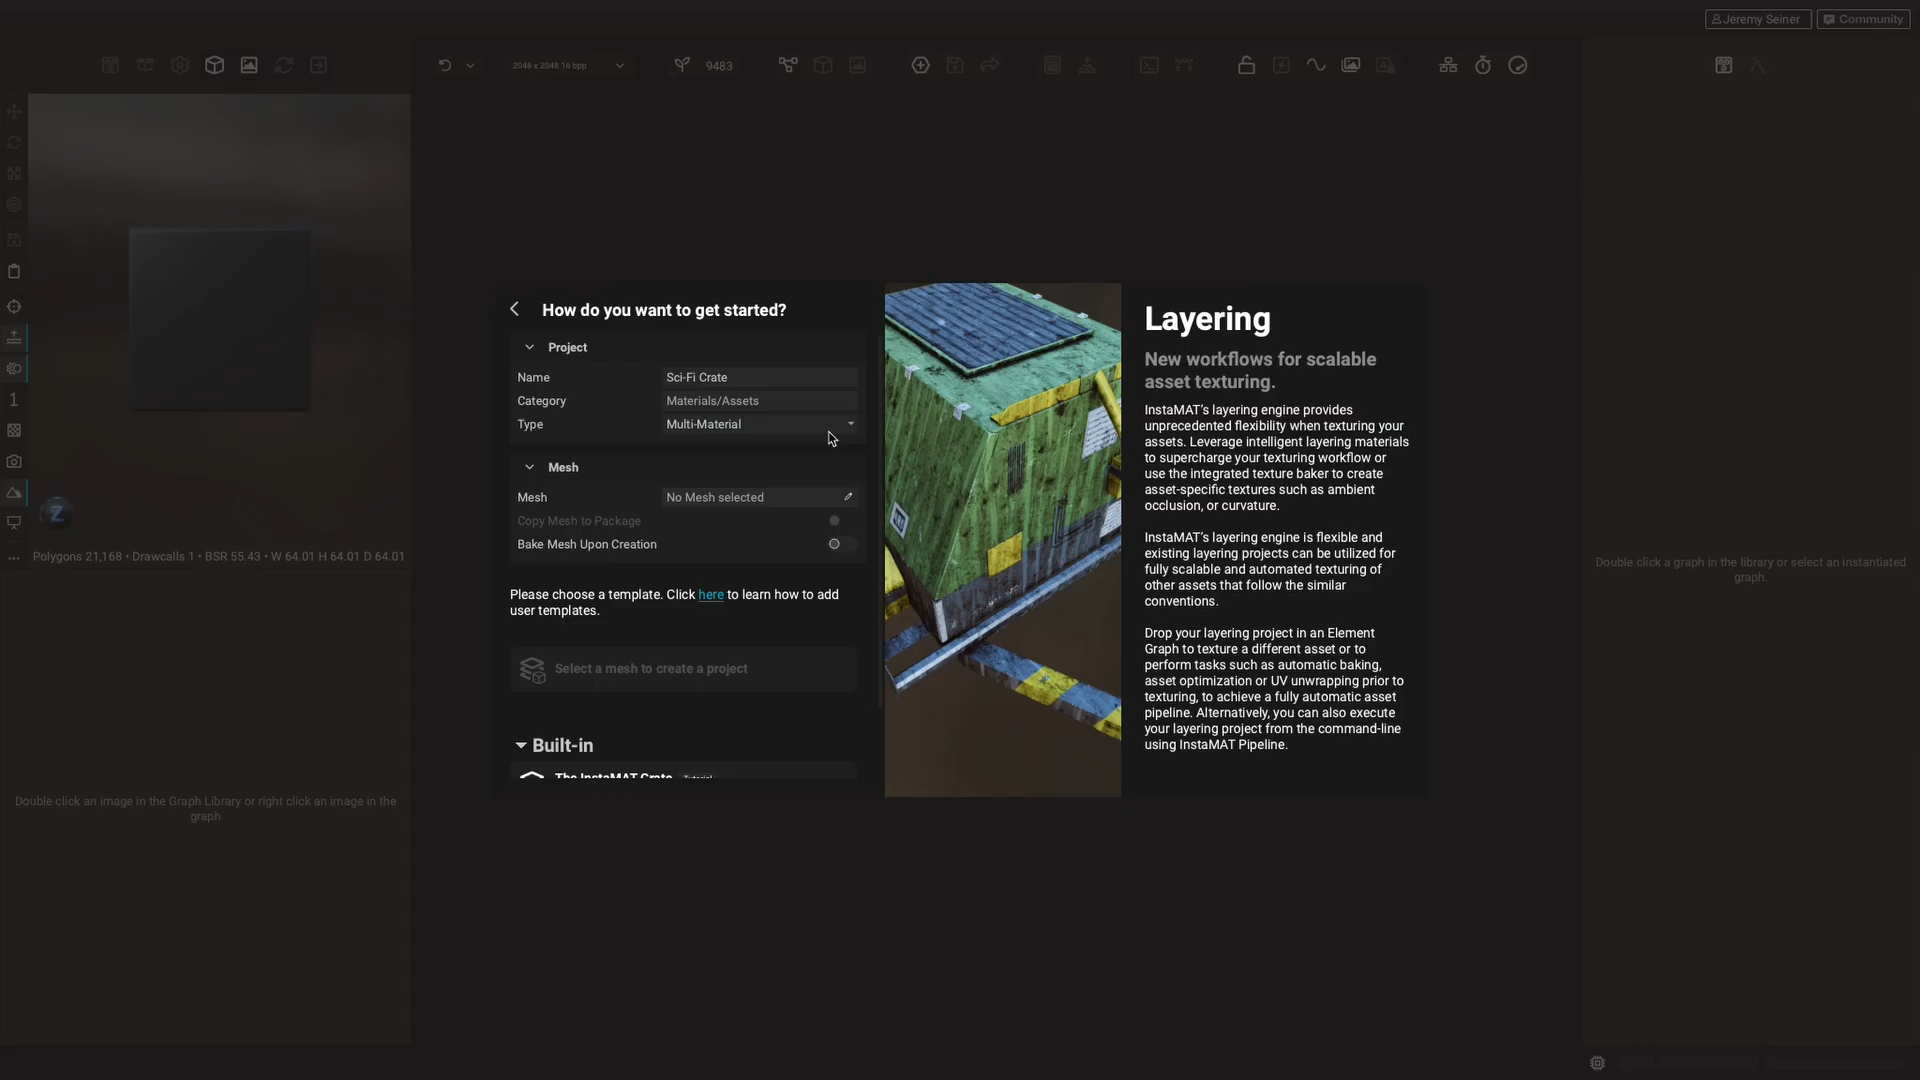 Jeremy Seiner
Community
2048 x 2048 16 bpp
9483
1
Z
Polygons 21,168 • Drawcalls 1 • BSR 55.43 • W 64.01 H 64.01 D 64.01
Double click an image in the Graph Library or right click an image in the
graph
How do you want to get started?
Project
Name
Sci-Fi Crate
Category
Materials/Assets
Type
Multi-Material
Mesh
Mesh
No Mesh selected
Copy Mesh to Package
Bake Mesh Upon Creation
Please choose a template. Click here to learn how to add
user templates.
Select a mesh to create a project
Built-in
The InstaMAT Crate
Tutorial
Layering
New workflows for scalable
asset texturing.
InstaMAT's layering engine provides
unprecedented flexibility when texturing your
assets. Leverage intelligent layering materials
to supercharge your texturing workflow or
use the integrated texture baker to create
asset-specific textures such as ambient
occlusion, or curvature.
InstaMAT's layering engine is flexible and
existing layering projects can be utilized for
fully scalable and automated texturing of
other assets that follow the similar
conventions.
Drop your layering project in an Element
Graph to texture a different asset or to
perform tasks such as automatic baking,
asset optimization or UV unwrapping prior to
texturing, to achieve a fully automatic asset
pipeline. Alternatively, you can also execute
your layering project from the command-line
using InstaMAT Pipeline.
Double click a graph in the library or select an instantiated
graph.